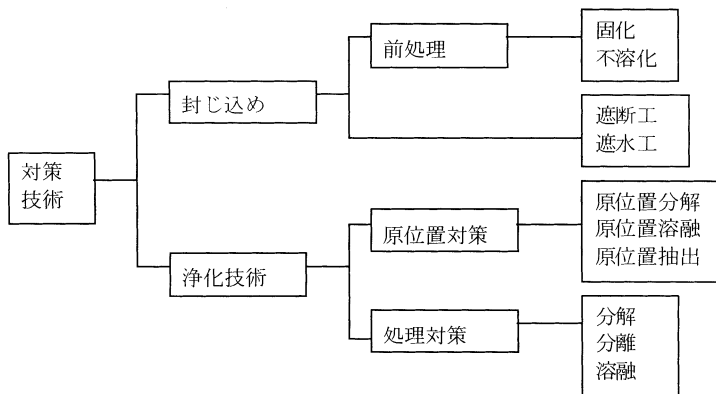 対策
技術
封じ込め
前処理
固化
不溶化
遮断工
遮水工
浄化技術
原位置対策
原位置分解
原位置溶融
原位置抽出
処理対策
分解
分離
溶融